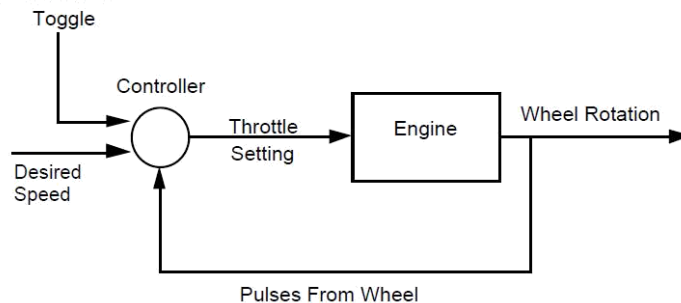 Toggle
Controller
Throttle
Setting
Engine
Wheel Rotation
Desired
Speed
Pulses From Wheel